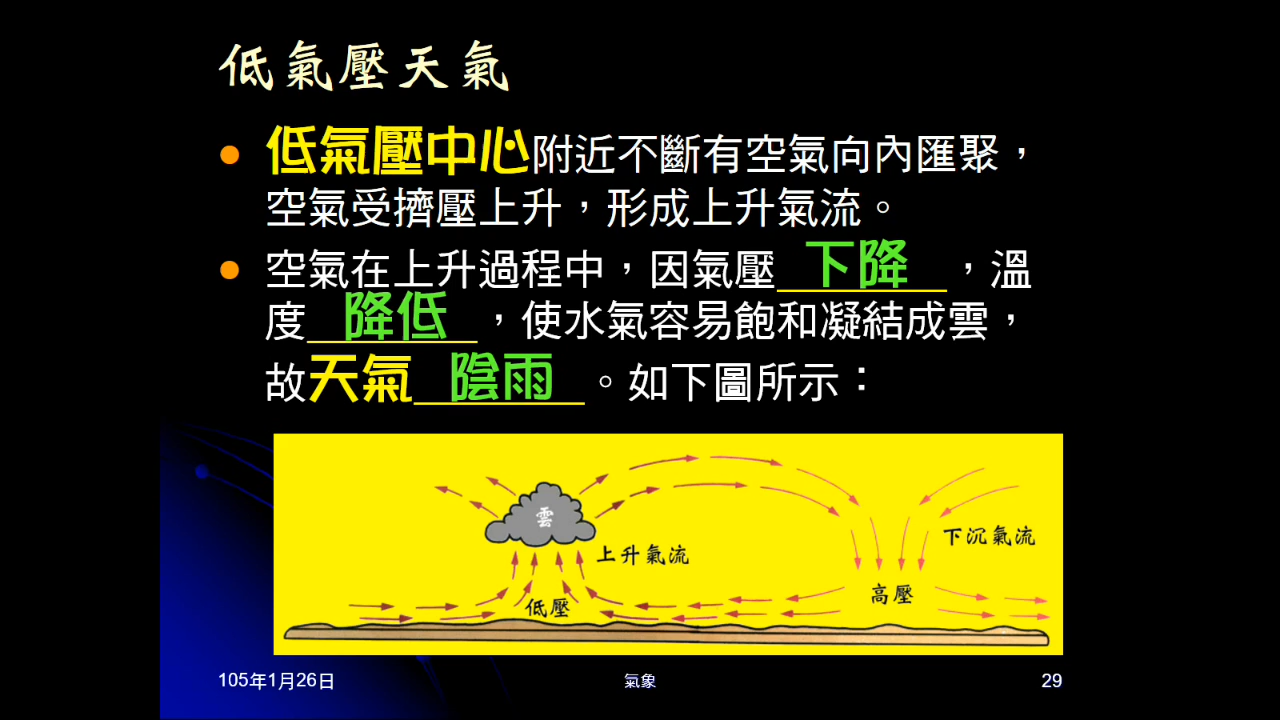 低氣壓天氣
低氣壓中心附近不斷有空氣向內匯聚，
空氣受擠壓上升，形成上升氣流。
空氣在上升過程中，因氣壓下降，溫
度降低，使水氣容易飽和凝結成雲，
故天氣陰雨。如下圖所示：
雲
上升氣流
下沉氣流
低壓
高壓
105年1月26日
氣象
29